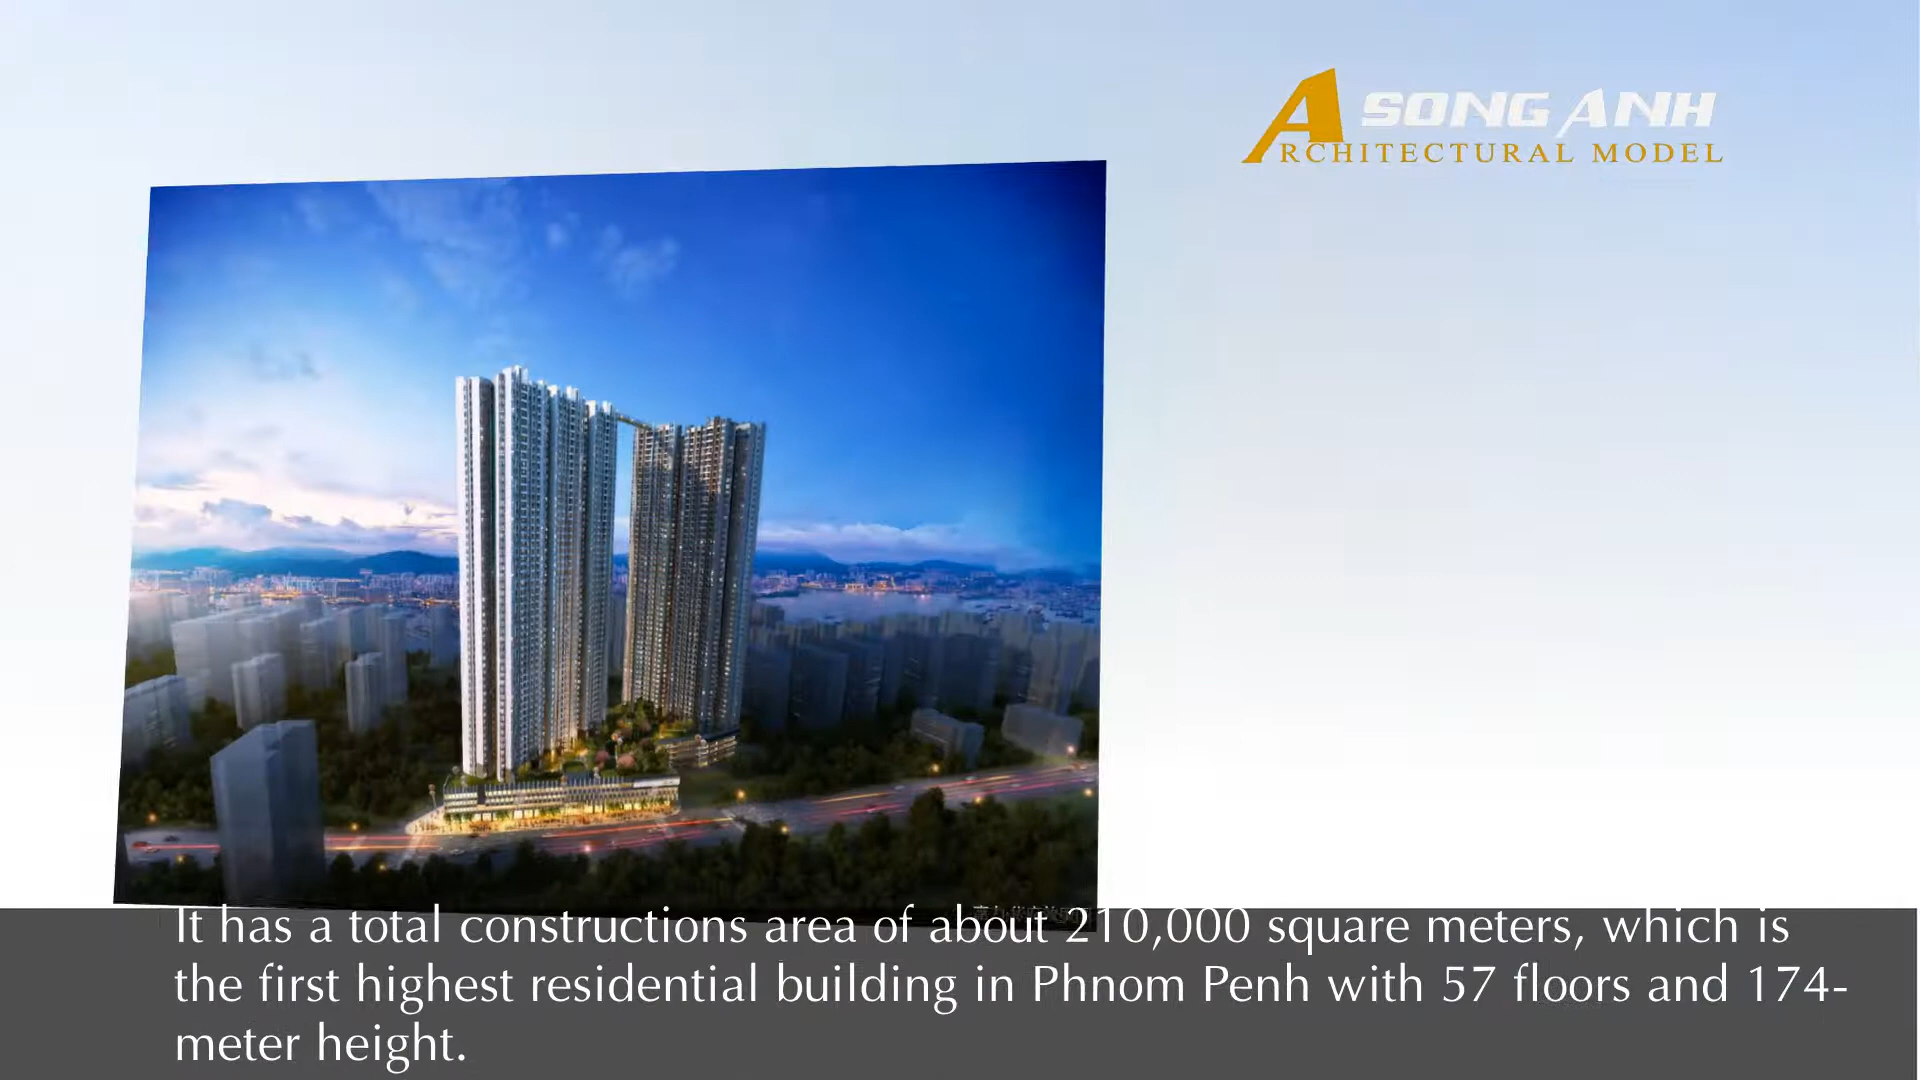 SONG ANH
ARCHITECTURAL MODEL
It has a total constructions area of about 210,000 square meters, which is
the first highest residential building in Phnom Penh with 57 floors and 174-
meter height.